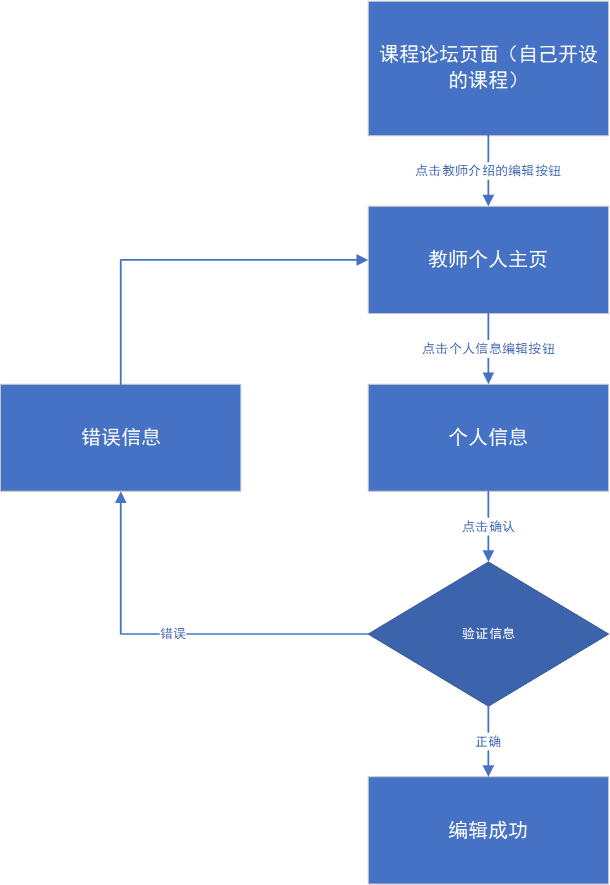 课程论坛页面（自己开设
的课程）
点击教师介绍的编辑按钮
教师个人主页
点击个人信息编辑按钮
错误信息
个人信息
点击确认
错误
验证信息
正确
编辑成功